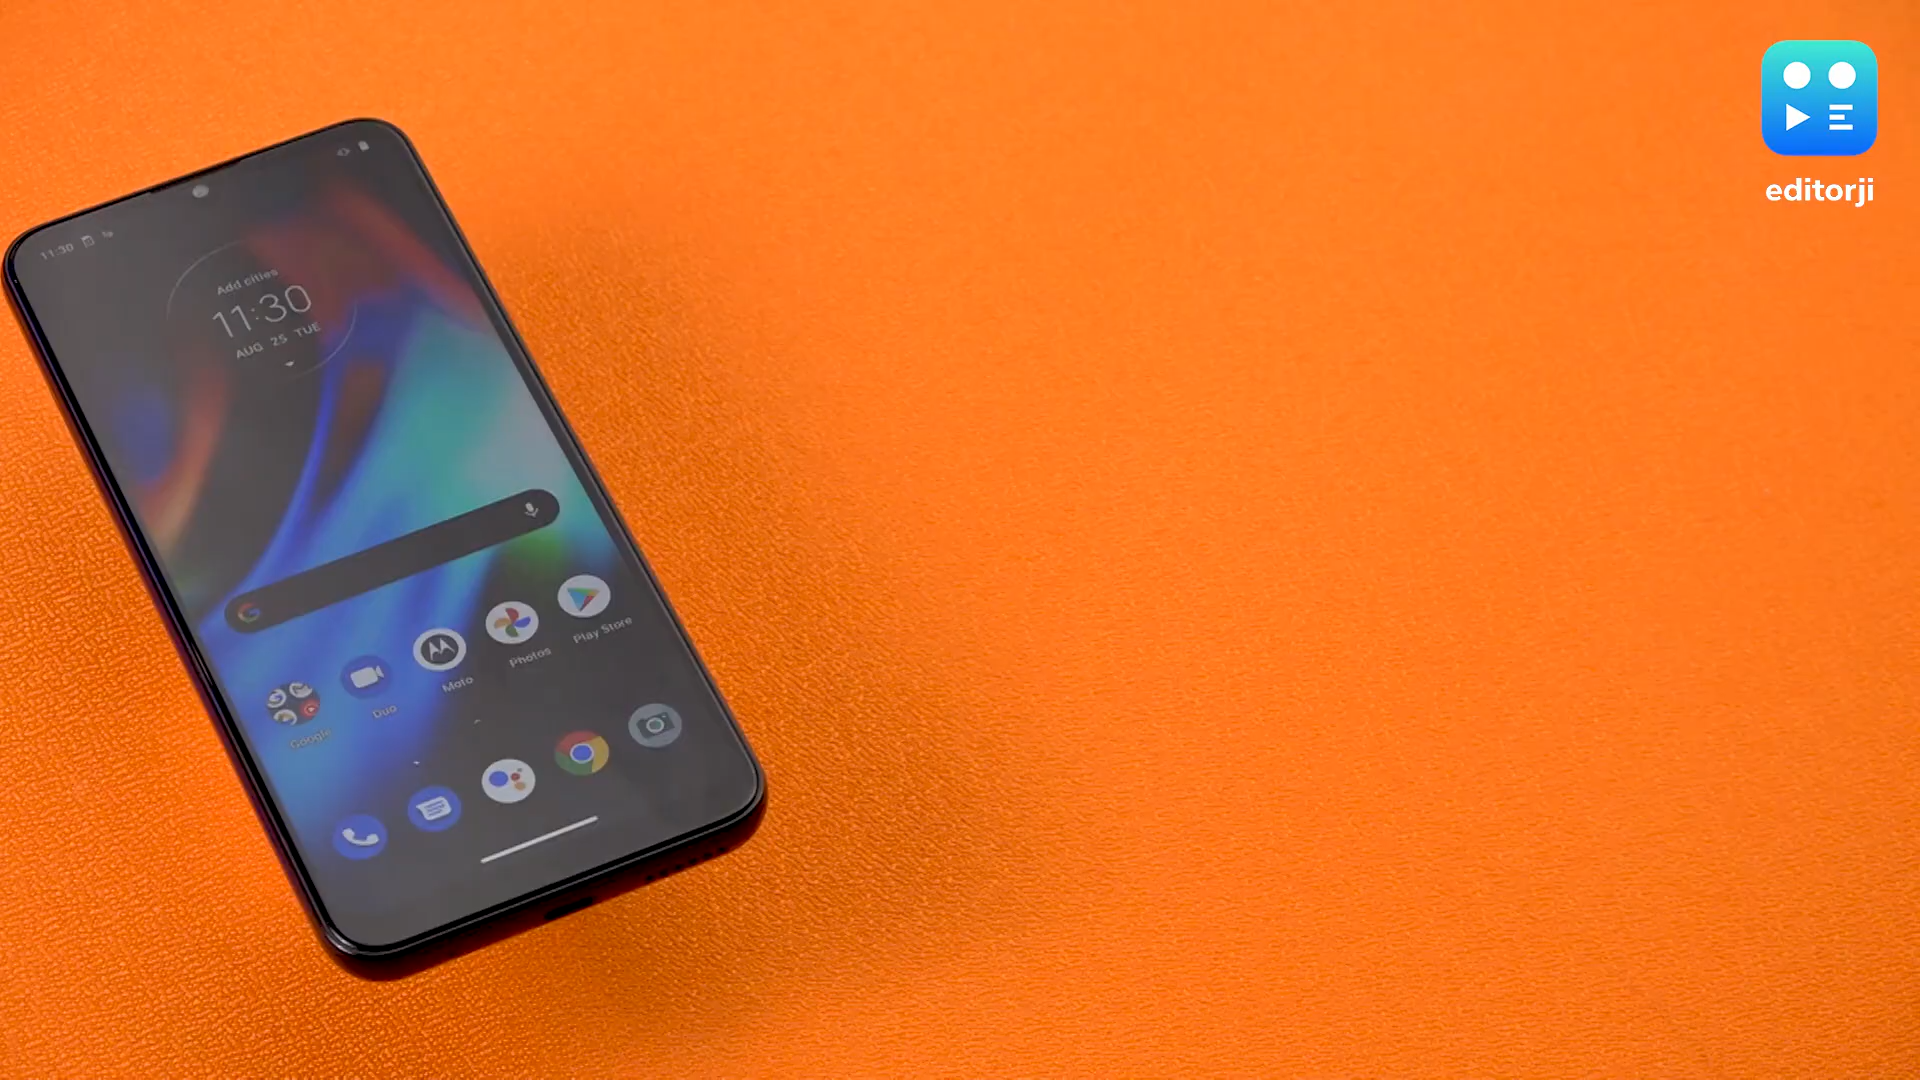 editorji
11:30
Add cities
11:30
AUG 25 TUE
Play Store
Photos
Moto
Duo
Google